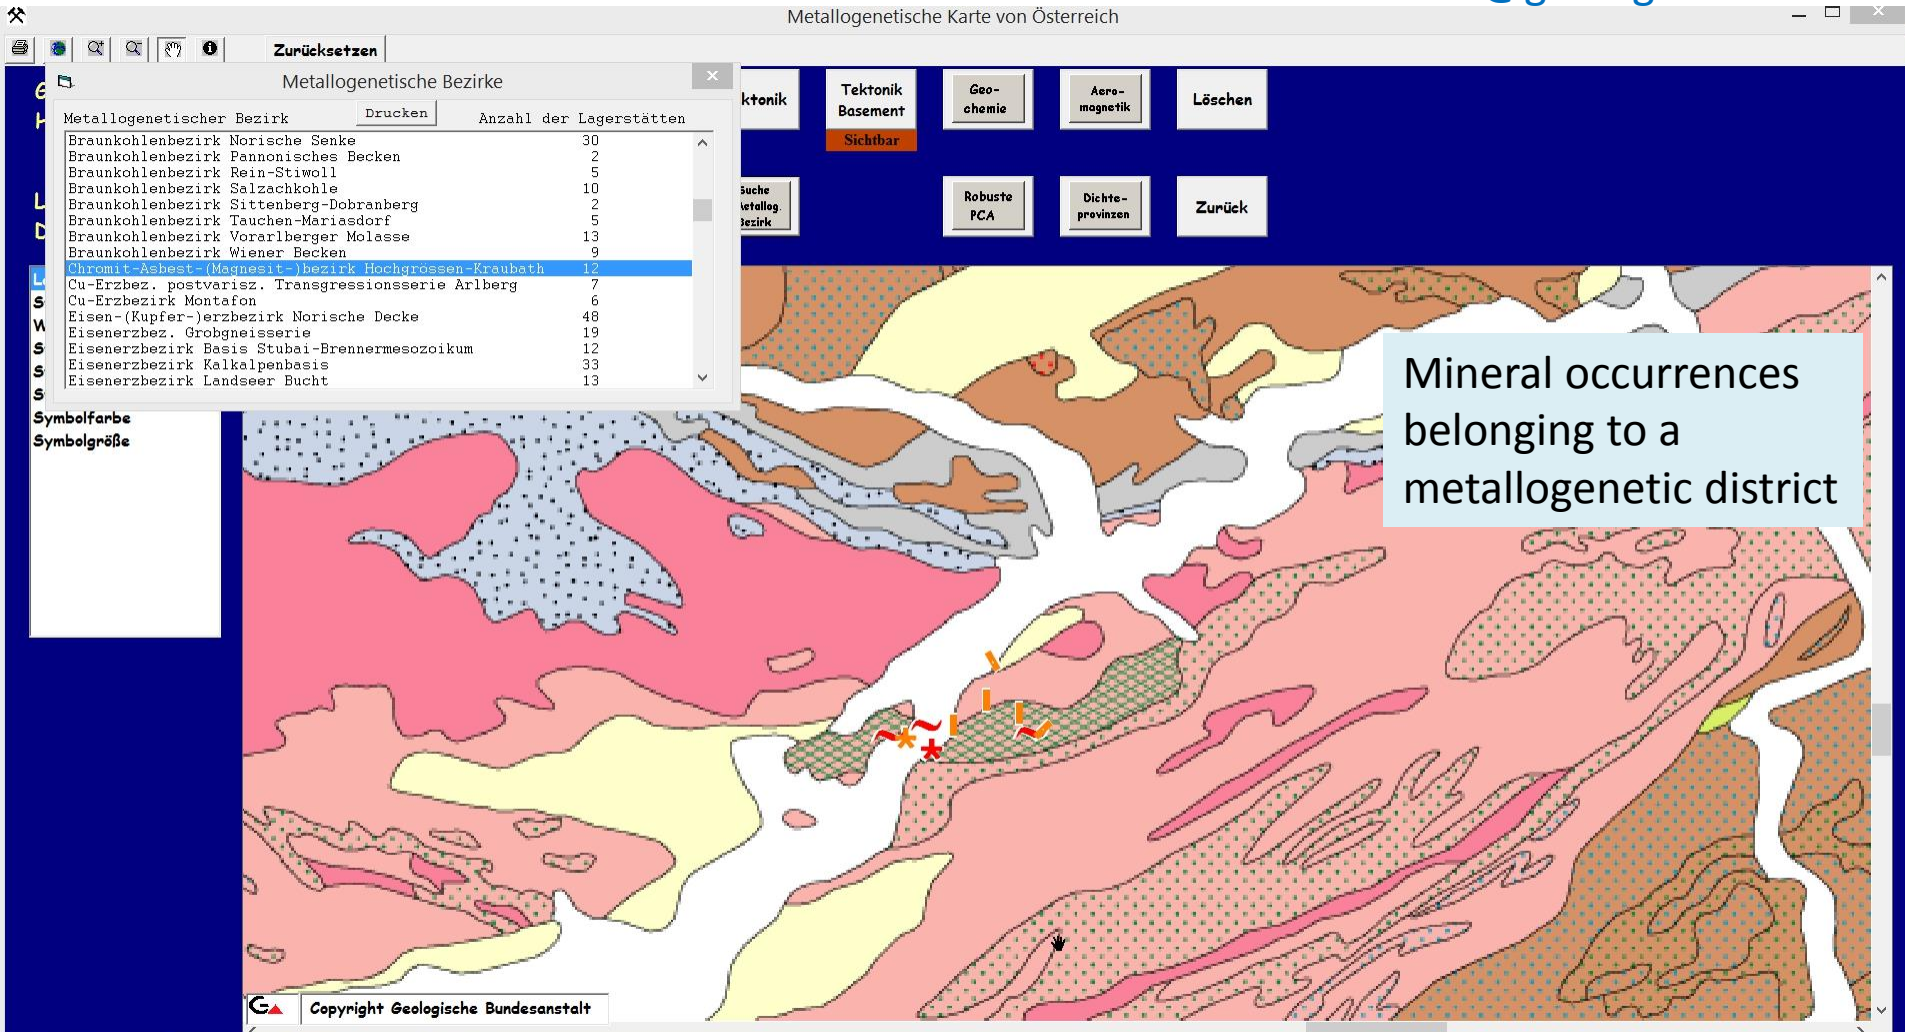 Metallogenetische Karte von Österreich
Zurücksetzen
Metallogenetische Bezirke
Metallogenetischer Bezirk Drucken Anzahl der Lagerstätten
Braunkohlenbezirk Norische Senke 30
Braunkohlenbezirk Pannonisches Becken 2
Braunkohlenbezirk Rein-Stiwoll 5
Braunkohlenbezirk Salzachkohle 10
Braunkohlenbezirk Sittenberg-Dobranberg 2
Braunkohlenbezirk Tauchen-Mariasdorf 5
Braunkohlenbezirk Vorarlberger Molasse 13
Braunkohlenbezirk Wiener Becken 9
Chromit-Asbest-(Magnesit-)bezirk Hochgrössen-Kraubath 12
Cu-Erzbez. postvarisz. Transgressionsserie Arlberg 7
Cu-Erzbezirk Montafon 6
Eisen-(Kupfer-)erzbezirk Norische Decke 48
Eisenerzbez. Grobgneisserie 19
Eisenerzbezirk Basis Stubai-Brennermesozoikum 12
Eisenerzbezirk Kalkalpenbasis 33
Eisenerzbezirk Landseer Bucht 13
ktonik
Tektonik
Basement
Sichtbar
Geo-
chemie
Aero-
magnetik
Löschen
Suche
Metallog.
Bezirk
Robuste
PCA
Dichte-
provinzen
Zurück
Symbolfarbe
Symbolgröße
Mineral occurrences
belonging to a
metallogenetic district
Copyright Geologische Bundesanstalt